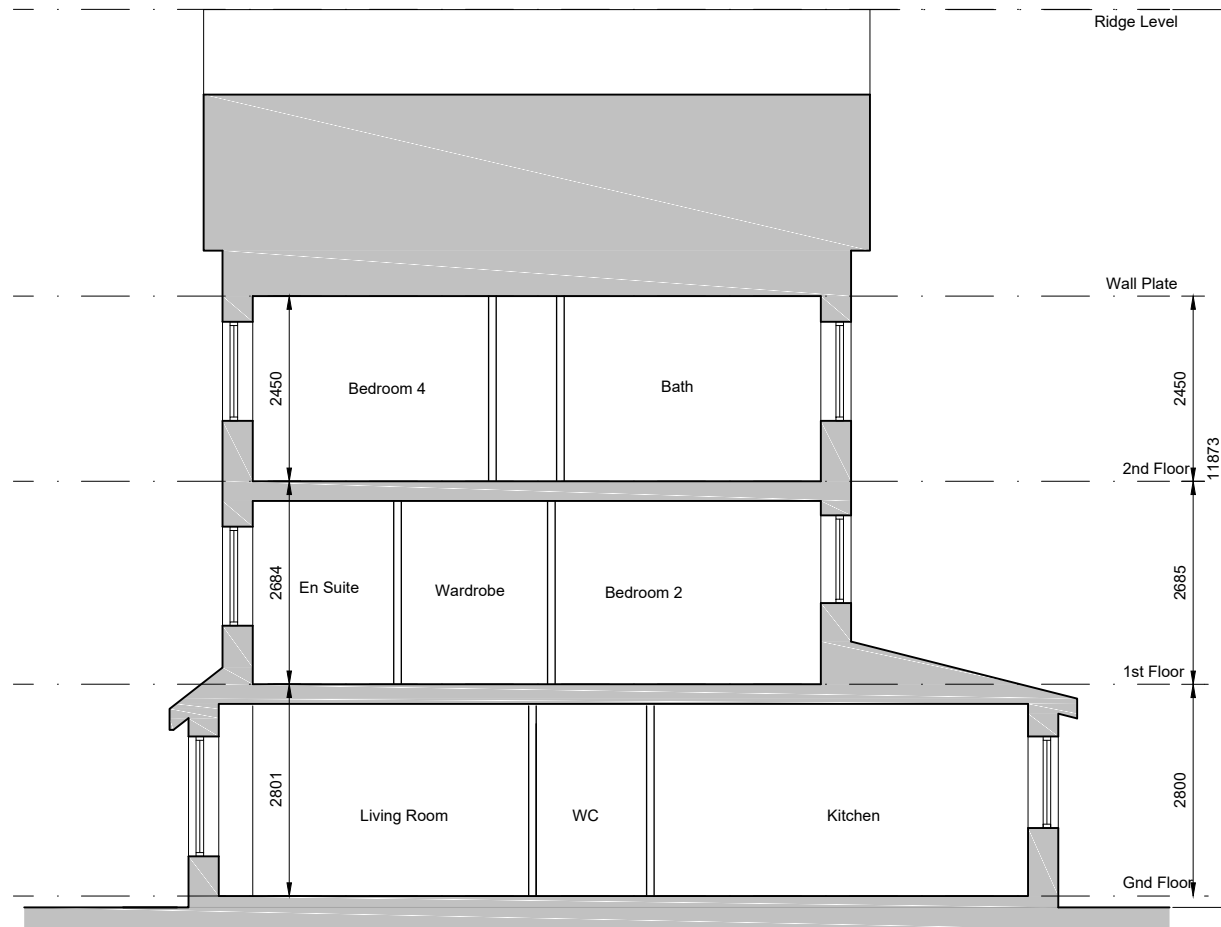 Ridge Level
Wall Plate
2450
Bedroom 4
Bath
2450
2nd Floor
11873
2684
En Suite
Wardrobe
Bedroom 2
2685
1st Floor
2801
Living Room
WC
Kitchen
2800
Gnd Floor